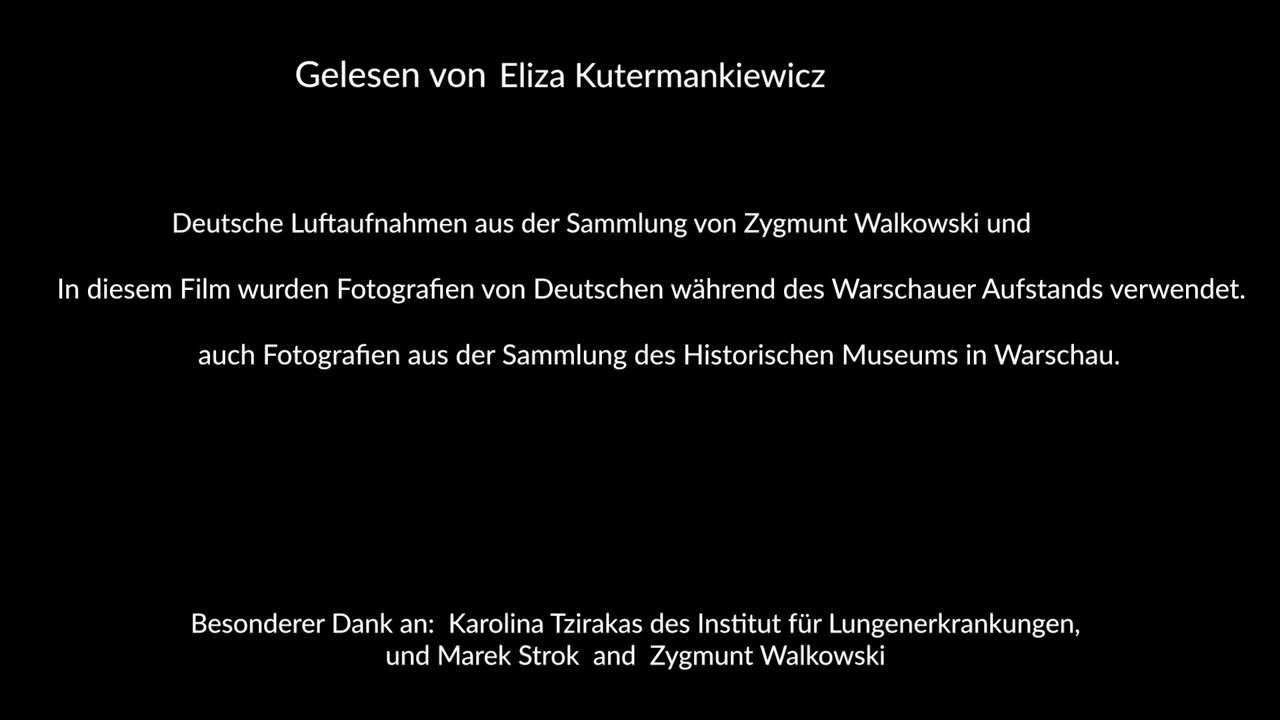 Gelesen von Eliza Kutermankiewicz
Deutsche Luftaufnahmen aus der Sammlung von Zygmunt Walkowski und
In diesem Film wurden Fotografien von Deutschen während des Warschauer Aufstands verwendet.
auch Fotografien aus der Sammlung des Historischen Museums in Warschau.
Besonderer Dank an: Karolina Tzirakas des Institut für Lungenerkrankungen,
und Marek Strok and Zygmunt Walkowski